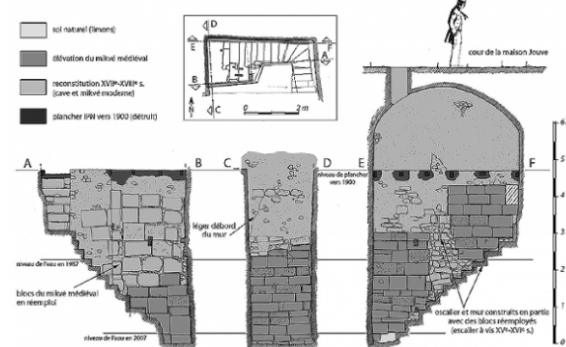 sol naturel (limons)
élévation du mikvé médiéval
reconstitution XVIIe-XVIIIe s.
(cave et mikvé moderne)
plancher IPN vers 1900 (détruit)
D
E
F
A
B
C
0 2 m
cour de la maison Jouve
A
B
C
D
E
F
niveau de plancher
vers 1900
léger débord
du mur
niveau de l'eau en 1957
blocs du mikvé médiéval
en réemploi
niveau de l'eau en 2007
escalier et mur construits en partie
avec des blocs réemployés
(escalier à vis XVe-XVIe s.)
6
5
4
3
2
1
0